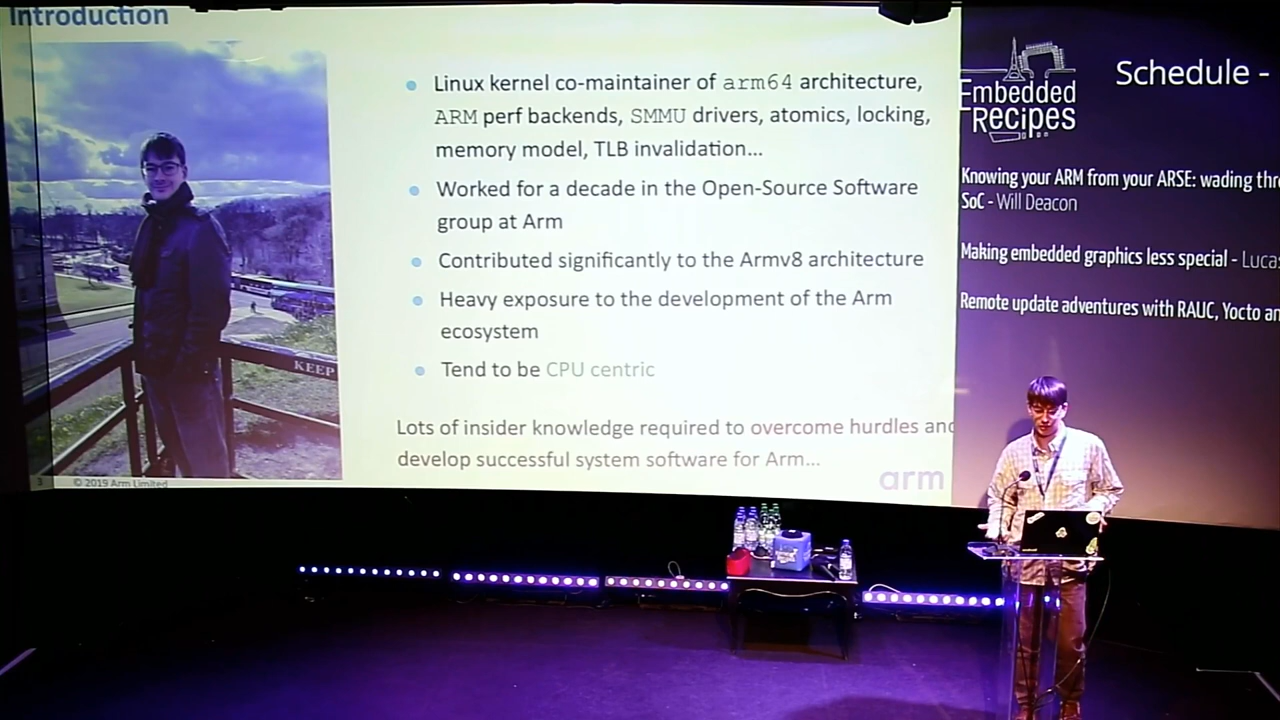 Introduction
Linux kernel co-maintainer of arm64 architecture,
ARM perf backends, SMMU drivers, atomics, locking,
memory model, TLB invalidation...
Worked for a decade in the Open-Source Software
group at Arm
Contributed significantly to the Armv8 architecture
Heavy exposure to the development of the Arm
ecosystem
Tend to be CPU centric
Lots of insider knowledge required to overcome hurdles and
develop successful system software for Arm...
KEEP
3 © 2019 Arm Limited
arm
Embedded
Recipes
Schedule -
Knowing your ARM from your ARSE: wading thr
SoC - Will Deacon
Making embedded graphics less special - Lucas
Remote update adventures with RAUC, Yocto an